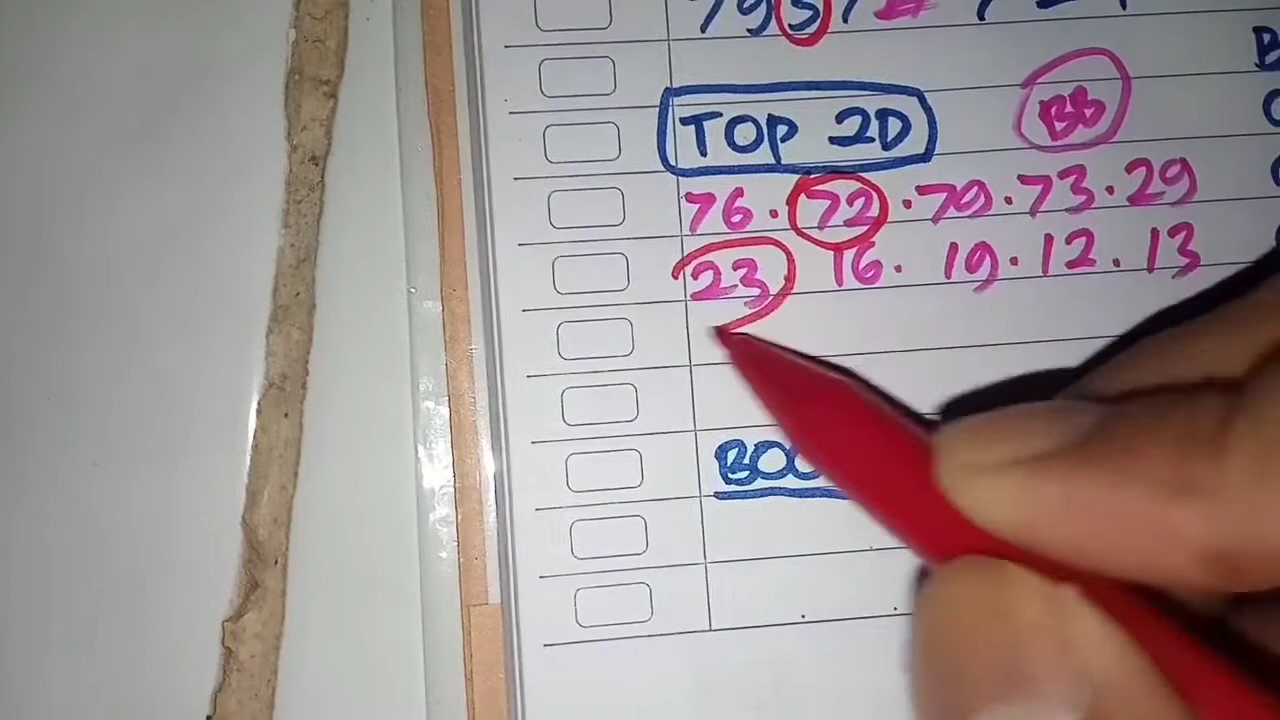 TOP 2D
BB
76 . 72 . 79 . 73 . 29
23 16 . 19 . 12 . 13